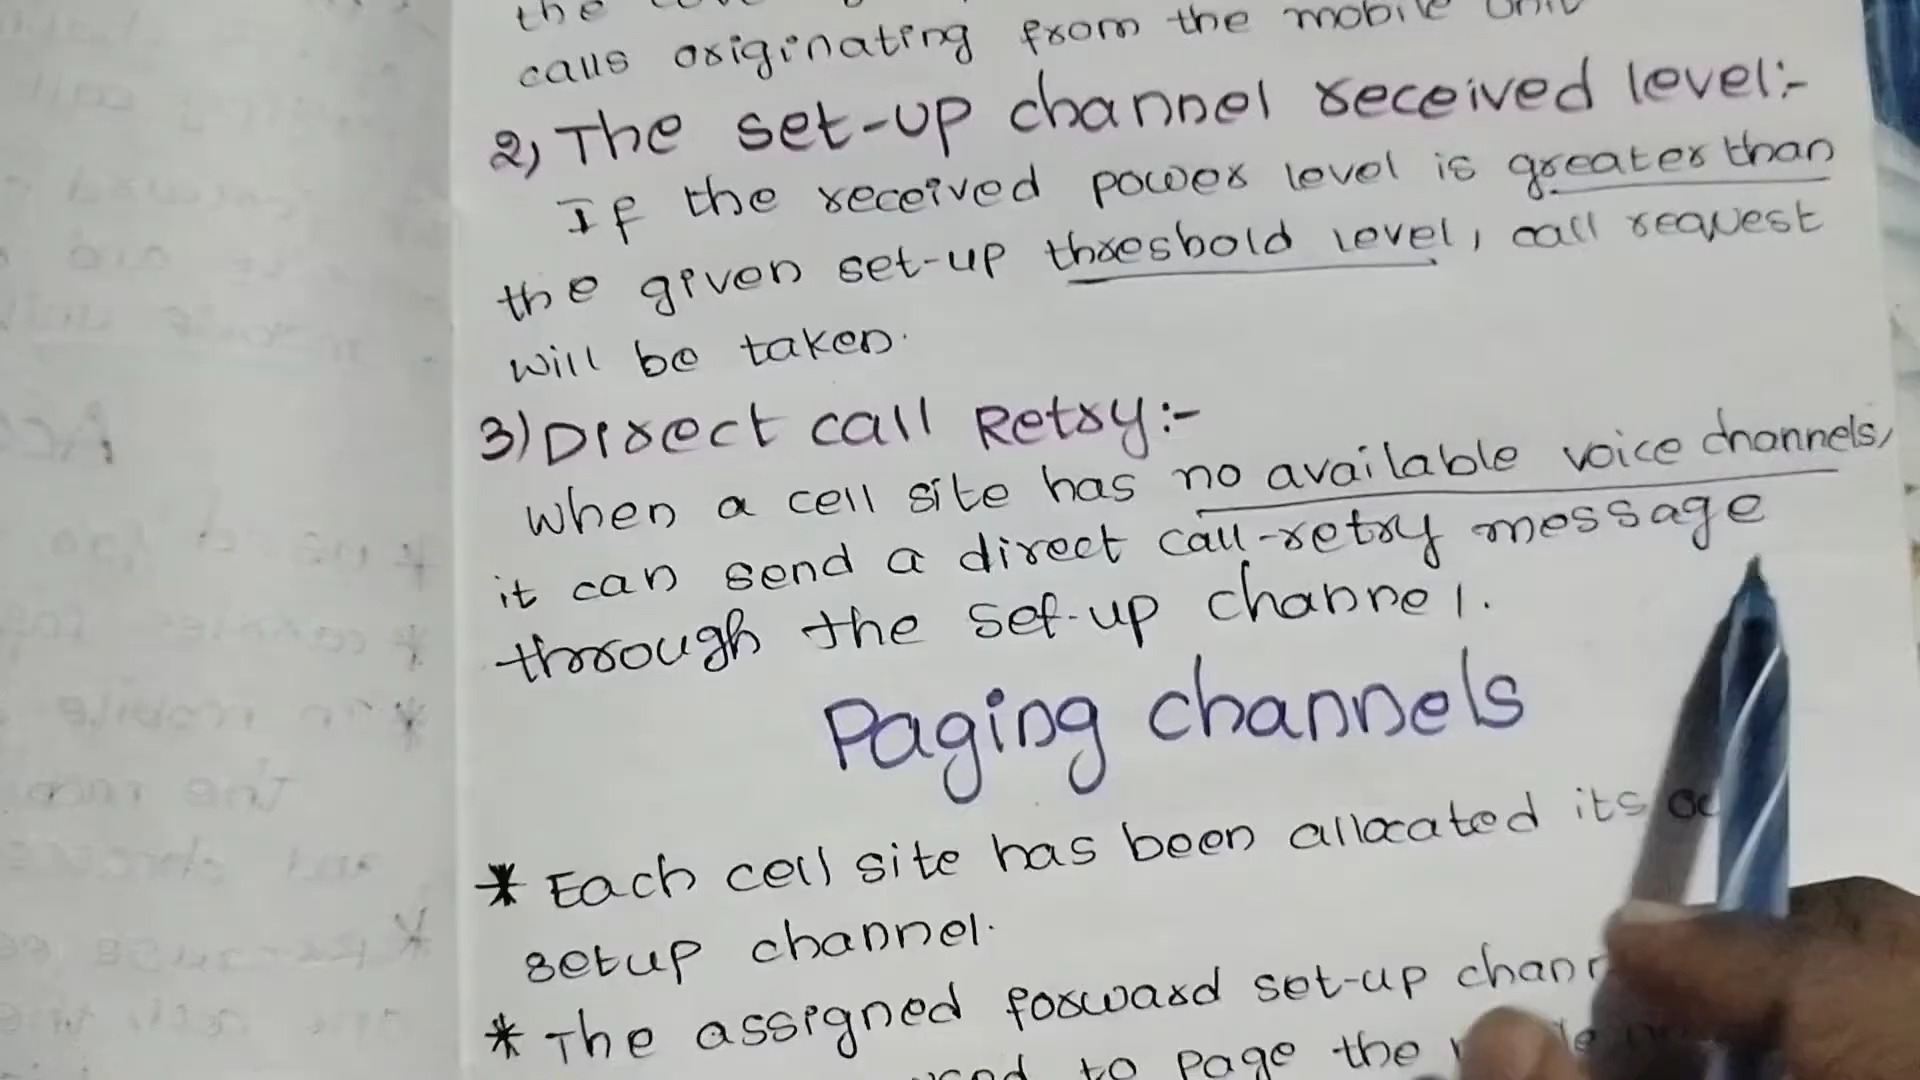 the
calls originating from the mobile unit
2) The set-up channel received level:-
If the received power level is greater than
the given set-up thresbold level, call request
will be taken.
3) Direct call Retry:-
When a cell site has no available voice channels,
it can send a direct call-retry message
through the set-up channel.
Paging channels
* Each cell site has been allocated its
setup channel.
* The assigned forward set-up
to page the